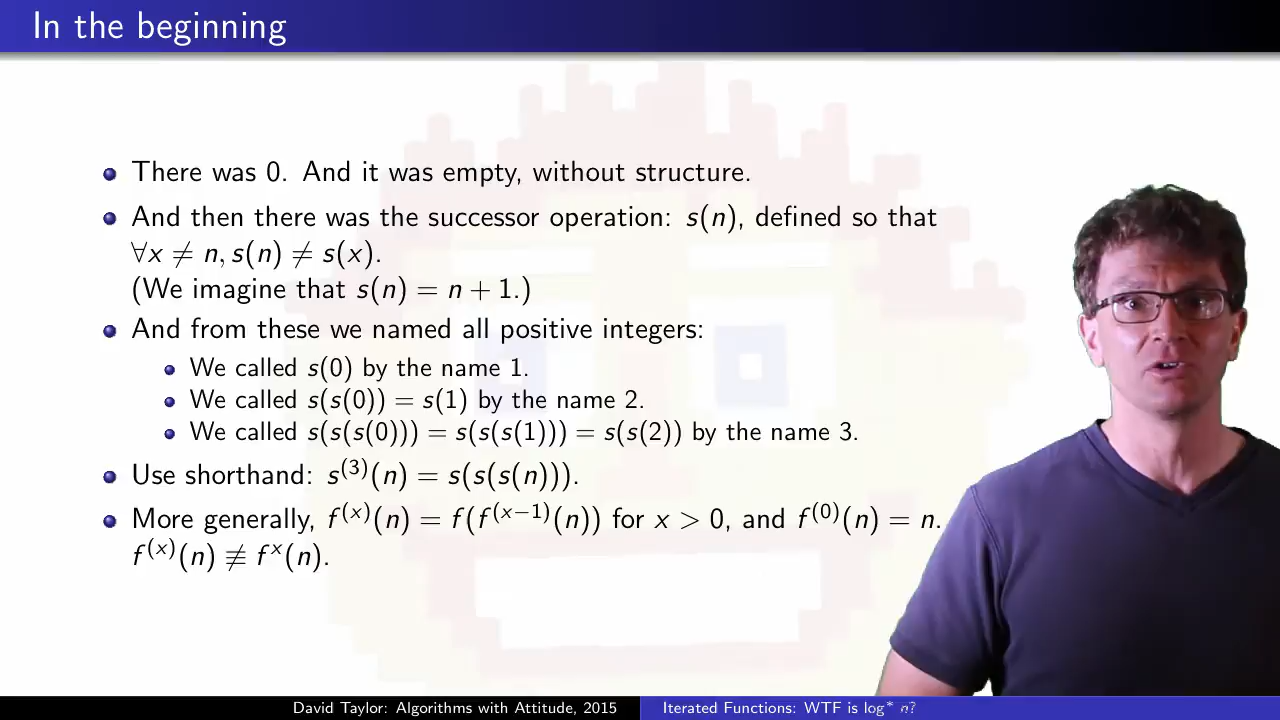 In the beginning
There was 0. And it was empty, without structure.
And then there was the successor operation: s(n), defined so that
∀x ≠ n, s(n) ≠ s(x).
(We imagine that s(n) = n + 1.)
And from these we named all positive integers:
We called s(0) by the name 1.
We called s(s(0)) = s(1) by the name 2.
We called s(s(s(0))) = s(s(s(1))) = s(s(2)) by the name 3.
Use shorthand: s⁽³⁾(n) = s(s(s(n))).
More generally, f⁽ˣ⁾(n) = f(f⁽ˣ⁻¹⁾(n)) for x > 0, and f⁽⁰⁾(n) = n.
f⁽ˣ⁾(n) ≢ fˣ(n).
David Taylor: Algorithms with Attitude, 2015
Iterated Functions: WTF is log* n?